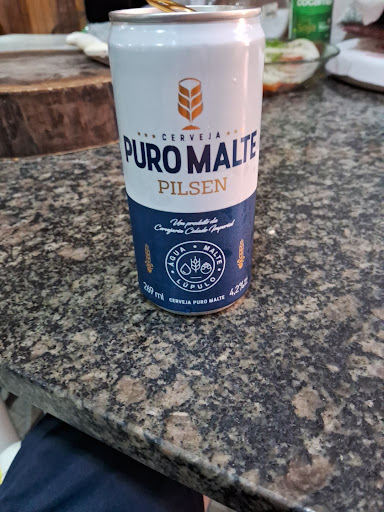 CERVEJA
PURO MALTE
PILSEN
Um produto da
Cervejaria Cidade Imperial
ÁGUA • MALTE
LÚPULO
269 ml
CERVEJA PURO MALTE
4,2%